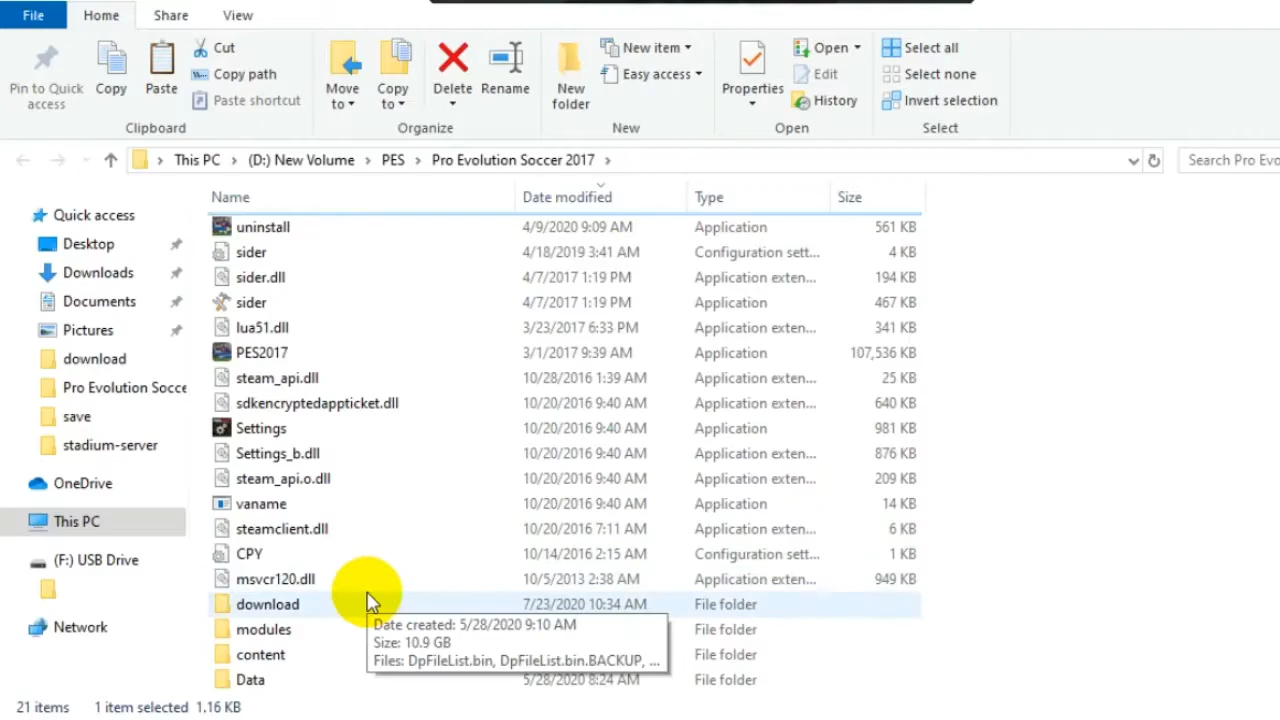 File Home Share View
Pin to Quick access
Copy
Paste
Cut
Copy path
Paste shortcut
Clipboard
Move to
Copy to
Delete
Rename
Organize
New folder
New item
Easy access
New
Properties
Open
Edit
History
Open
Select all
Select none
Invert selection
Select
This PC > (D:) New Volume > PES > Pro Evolution Soccer 2017 >
Search Pro Evo
Quick access
Desktop
Downloads
Documents
Pictures
download
Pro Evolution Socce
save
stadium-server
OneDrive
This PC
(F:) USB Drive
Network
Name Date modified Type Size
uninstall 4/9/2020 9:09 AM Application 561 KB
sider 4/18/2019 3:41 AM Configuration sett... 4 KB
sider.dll 4/7/2017 1:19 PM Application exten... 194 KB
sider 4/7/2017 1:19 PM Application 467 KB
lua51.dll 3/23/2017 6:33 PM Application exten... 341 KB
PES2017 3/1/2017 9:39 AM Application 107,536 KB
steam_api.dll 10/28/2016 1:39 AM Application exten... 25 KB
sdkencryptedappticket.dll 10/20/2016 9:40 AM Application exten... 640 KB
Settings 10/20/2016 9:40 AM Application 981 KB
Settings_b.dll 10/20/2016 9:40 AM Application exten... 876 KB
steam_api.o.dll 10/20/2016 9:40 AM Application exten... 209 KB
vaname 10/20/2016 9:40 AM Application 14 KB
steamclient.dll 10/20/2016 7:11 AM Application exten... 6 KB
CPY 10/14/2016 2:15 AM Configuration sett... 1 KB
msvcr120.dll 10/5/2013 2:38 AM Application exten... 949 KB
download 7/23/2020 10:34 AM File folder
modules File folder
content File folder
Data 5/28/2020 8:24 AM File folder
Date created: 5/28/2020 9:10 AM
Size: 10.9 GB
Files: DpFileList.bin, DpFileList.bin.BACKUP, ...
21 items 1 item selected 1.16 KB